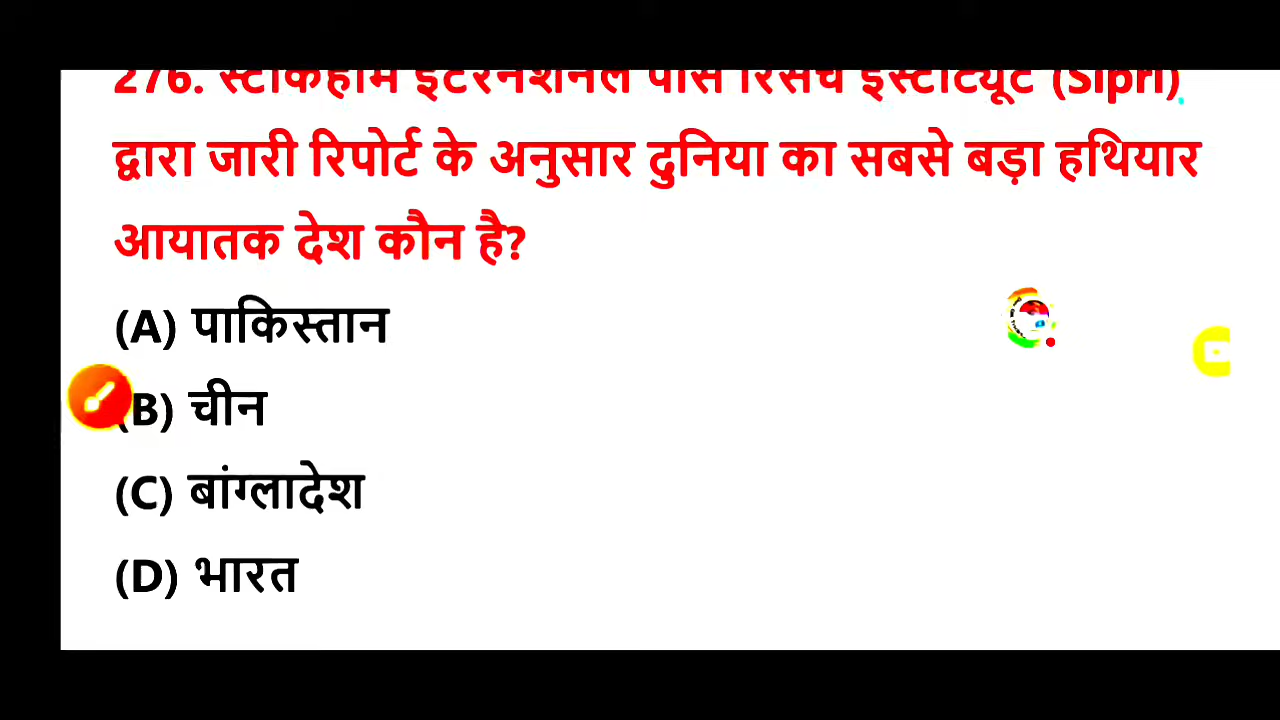 276. स्टॉकहोम इंटरनेशनल पीस रिसर्च इंस्टीट्यूट (Sipri)
द्वारा जारी रिपोर्ट के अनुसार दुनिया का सबसे बड़ा हथियार
आयातक देश कौन है?
(A) पाकिस्तान
(B) चीन
(C) बांग्लादेश
(D) भारत